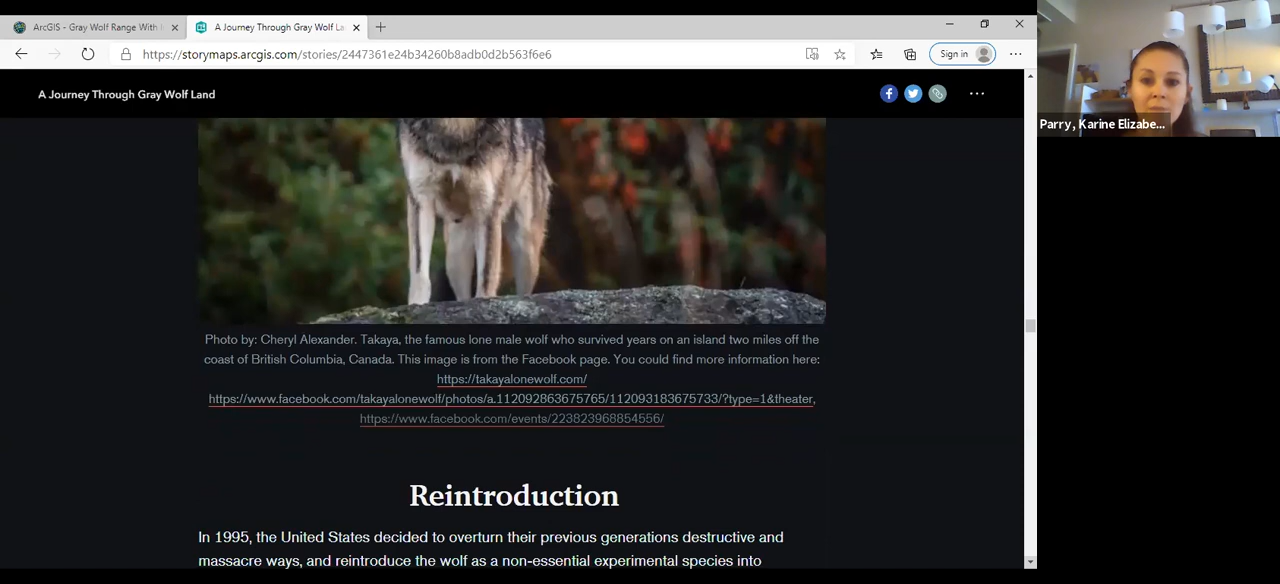 ArcGIS - Gray Wolf Range With
A Journey Through Gray Wolf Lan
https://storymaps.arcgis.com/stories/2447361e24b34260b8adb0d2b563f6e6
Sign in
A Journey Through Gray Wolf Land
Parry, Karine Elizabe...
Photo by: Cheryl Alexander. Takaya, the famous lone male wolf who survived years on an island two miles off the
coast of British Columbia, Canada. This image is from the Facebook page. You could find more information here:
https://takayalonewolf.com/
https://www.facebook.com/takayalonewolf/photos/a.112092863675765/112093183675733/?type=1&theater,
https://www.facebook.com/events/223823968854556/
Reintroduction
In 1995, the United States decided to overturn their previous generations destructive and
massacre ways, and reintroduce the wolf as a non-essential experimental species into